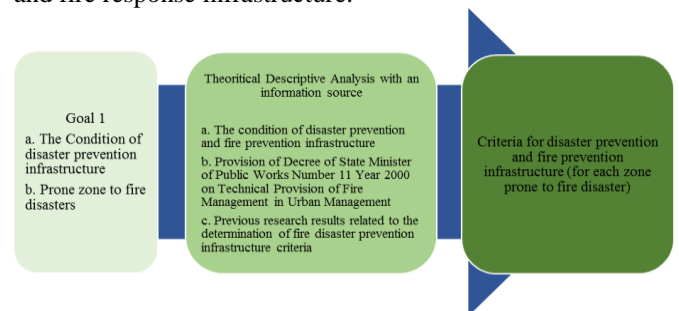 and fire response infrastructure.
Goal 1
a. The Condition of
disaster prevention
infrastructure
b. Prone zone to fire
disasters
Theoritical Descriptive Analysis with an
information source
a. The condition of disaster prevention
and fire prevention infrastructure
b. Provision of Decree of State Minister
of Public Works Number 11 Year 2000
on Technical Provision of Fire
Management in Urban Management
c. Previous research results related to the
determination of fire disaster prevention
infrastructure criteria
Criteria for disaster prevention
and fire prevention
infrastructure (for each zone
prone to fire disaster)